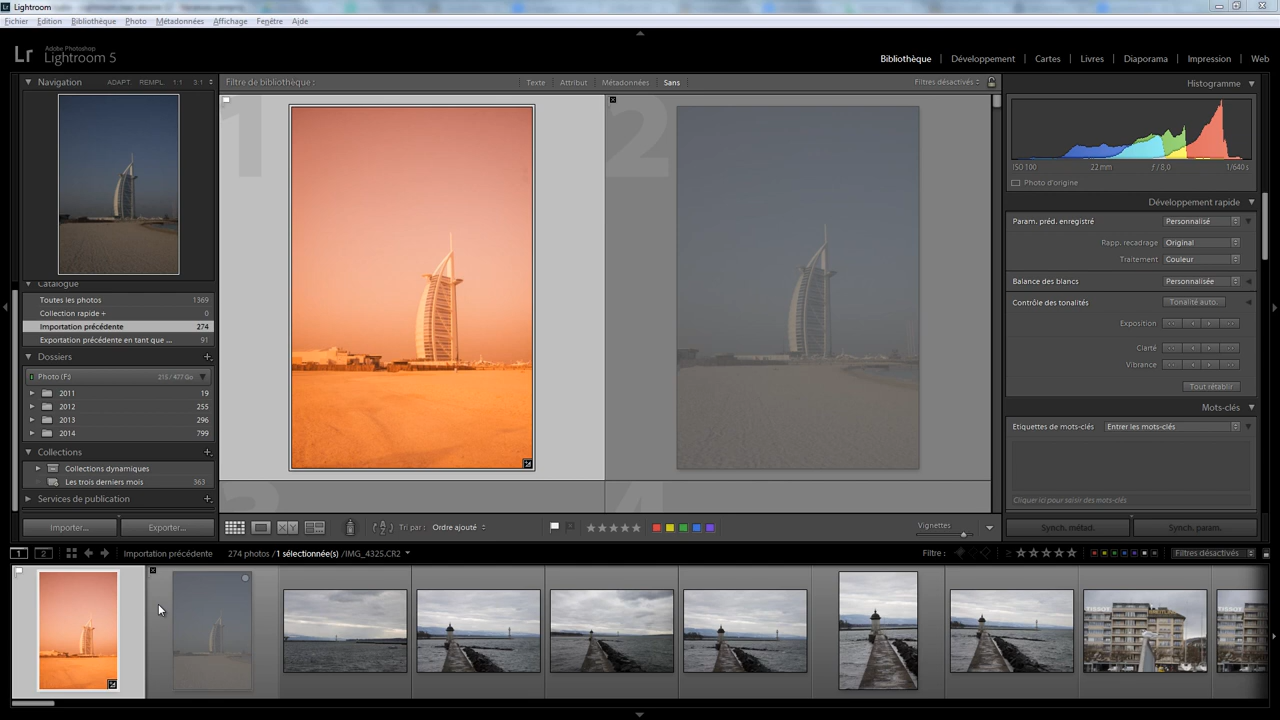 Lightroom
Fichier Edition Bibliothèque Photo Métadonnées Affichage Fenêtre Aide
Lr Adobe Photoshop
Lightroom 5
Bibliothèque | Développement | Cartes | Livres | Diaporama | Impression | Web
Navigation ADAPT REMPL. 1:1 3:1
Filtre de bibliothèque : Texte Attribut Métadonnées Sans Filtres désactivés
Histogramme
1
2
ISO 100 22 mm ƒ / 8,0 1/640 s
Photo d'origine
Développement rapide
Param. préd. enregistré Personnalisé
Rapp. recadrage Original
Traitement : Couleur
Balance des blancs Personnalisée
Contrôle des tonalités Tonalité auto.
Exposition
Clarté
Vibrance
Tout rétablir
Mots-clés
Etiquettes de mots-clés Entrer les mots-clés
Cliquer ici pour saisir des mots-clés
Synch. métad. Synch. param.
Catalogue
Toutes les photos 1369
Collection rapide + 0
Importation précédente 274
Exportation précédente en tant que ... 91
Dossiers
Photo (F:) 215 / 477 Go
2011 19
2012 255
2013 296
2014 799
Collections
Collections dynamiques
Les trois derniers mois 363
Services de publication
Importer... Exporter...
3
4
XY
Tri par : Ordre ajouté
Vignettes
1 2 Importation précédente 274 photos / 1 sélectionnée(s) / IMG_4325.CR2
Filtre : Filtres désactivés
TISSOT